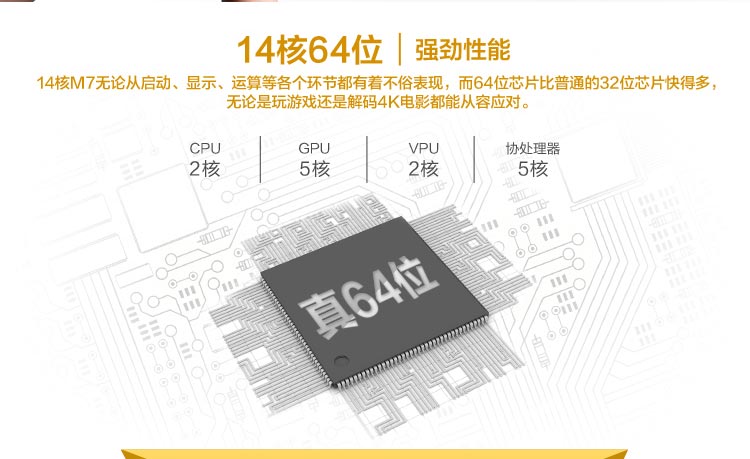 14核64位 | 强劲性能
14核M7无论从启动、显示、运算等各个环节都有着不俗表现，而64位芯片比普通的32位芯片快得多，
无论是玩游戏还是解码4K电影都能从容应对。
CPU GPU VPU 协处理器
2核 5核 2核 5核
真64位